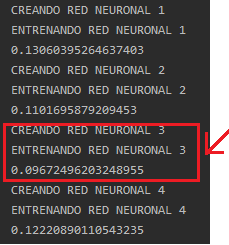 CREANDO RED NEURONAL 1
ENTRENANDO RED NEURONAL 1
0.13060395264637403
CREANDO RED NEURONAL 2
ENTRENANDO RED NEURONAL 2
0.1101695879209453
CREANDO RED NEURONAL 3
ENTRENANDO RED NEURONAL 3
0.09672496203248955
CREANDO RED NEURONAL 4
ENTRENANDO RED NEURONAL 4
0.12220890110543235